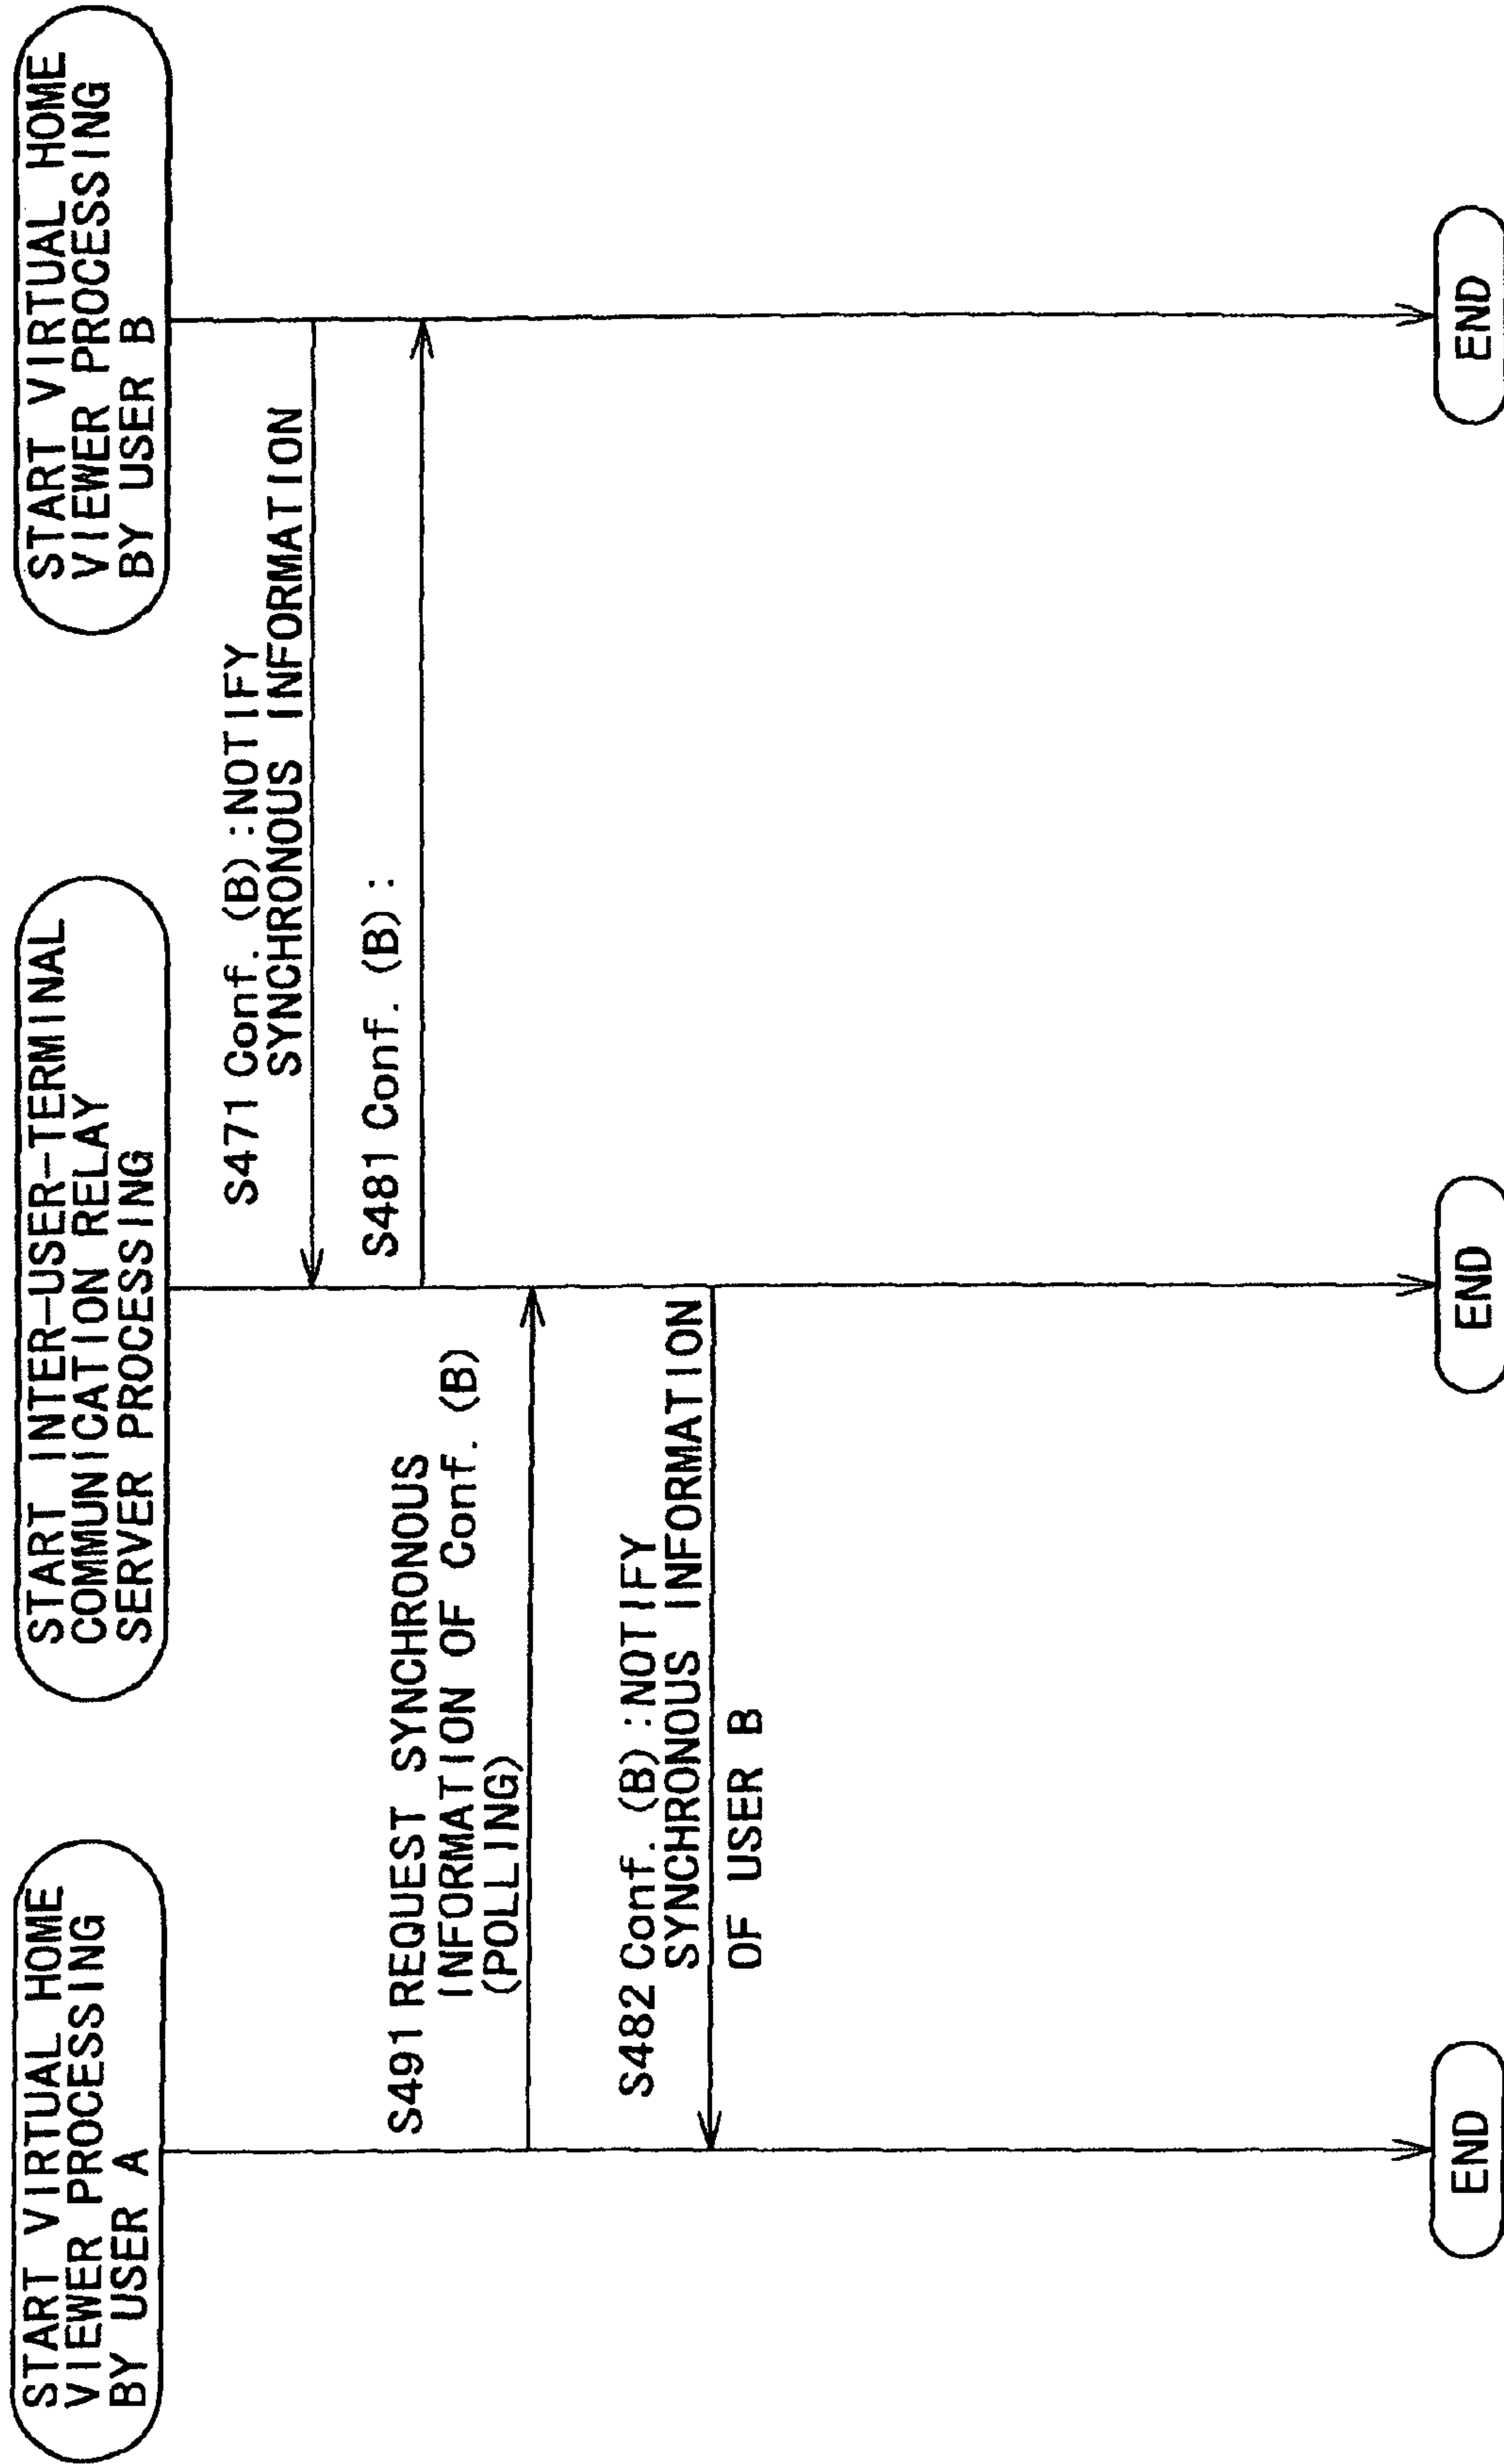 START VIRTUAL HOME
VIEWER PROCESSING
BY USER A
START INTER-USER-TERMINAL
COMMUNICATION RELAY
SERVER PROCESSING
START VIRTUAL HOME
VIEWER PROCESSING
BY USER B
S471 Conf. (B) :NOTIFY
SYNCHRONOUS INFORMATION
S481 Conf. (B) :
S491 REQUEST SYNCHRONOUS
INFORMATION OF Conf. (B)
(POLLING)
S482 Conf. (B) :NOTIFY
SYNCHRONOUS INFORMATION
OF USER B
END
END
END